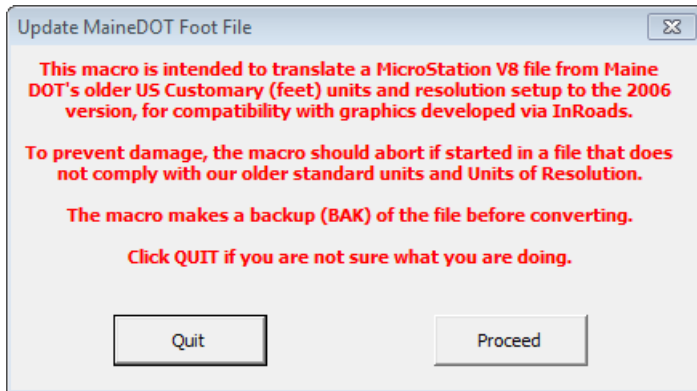 Update MaineDOT Foot File
This macro is intended to translate a MicroStation V8 file from Maine
DOT's older US Customary (feet) units and resolution setup to the 2006
version, for compatibility with graphics developed via InRoads.
To prevent damage, the macro should abort if started in a file that does
not comply with our older standard units and Units of Resolution.
The macro makes a backup (BAK) of the file before converting.
Click QUIT if you are not sure what you are doing.
Quit
Proceed